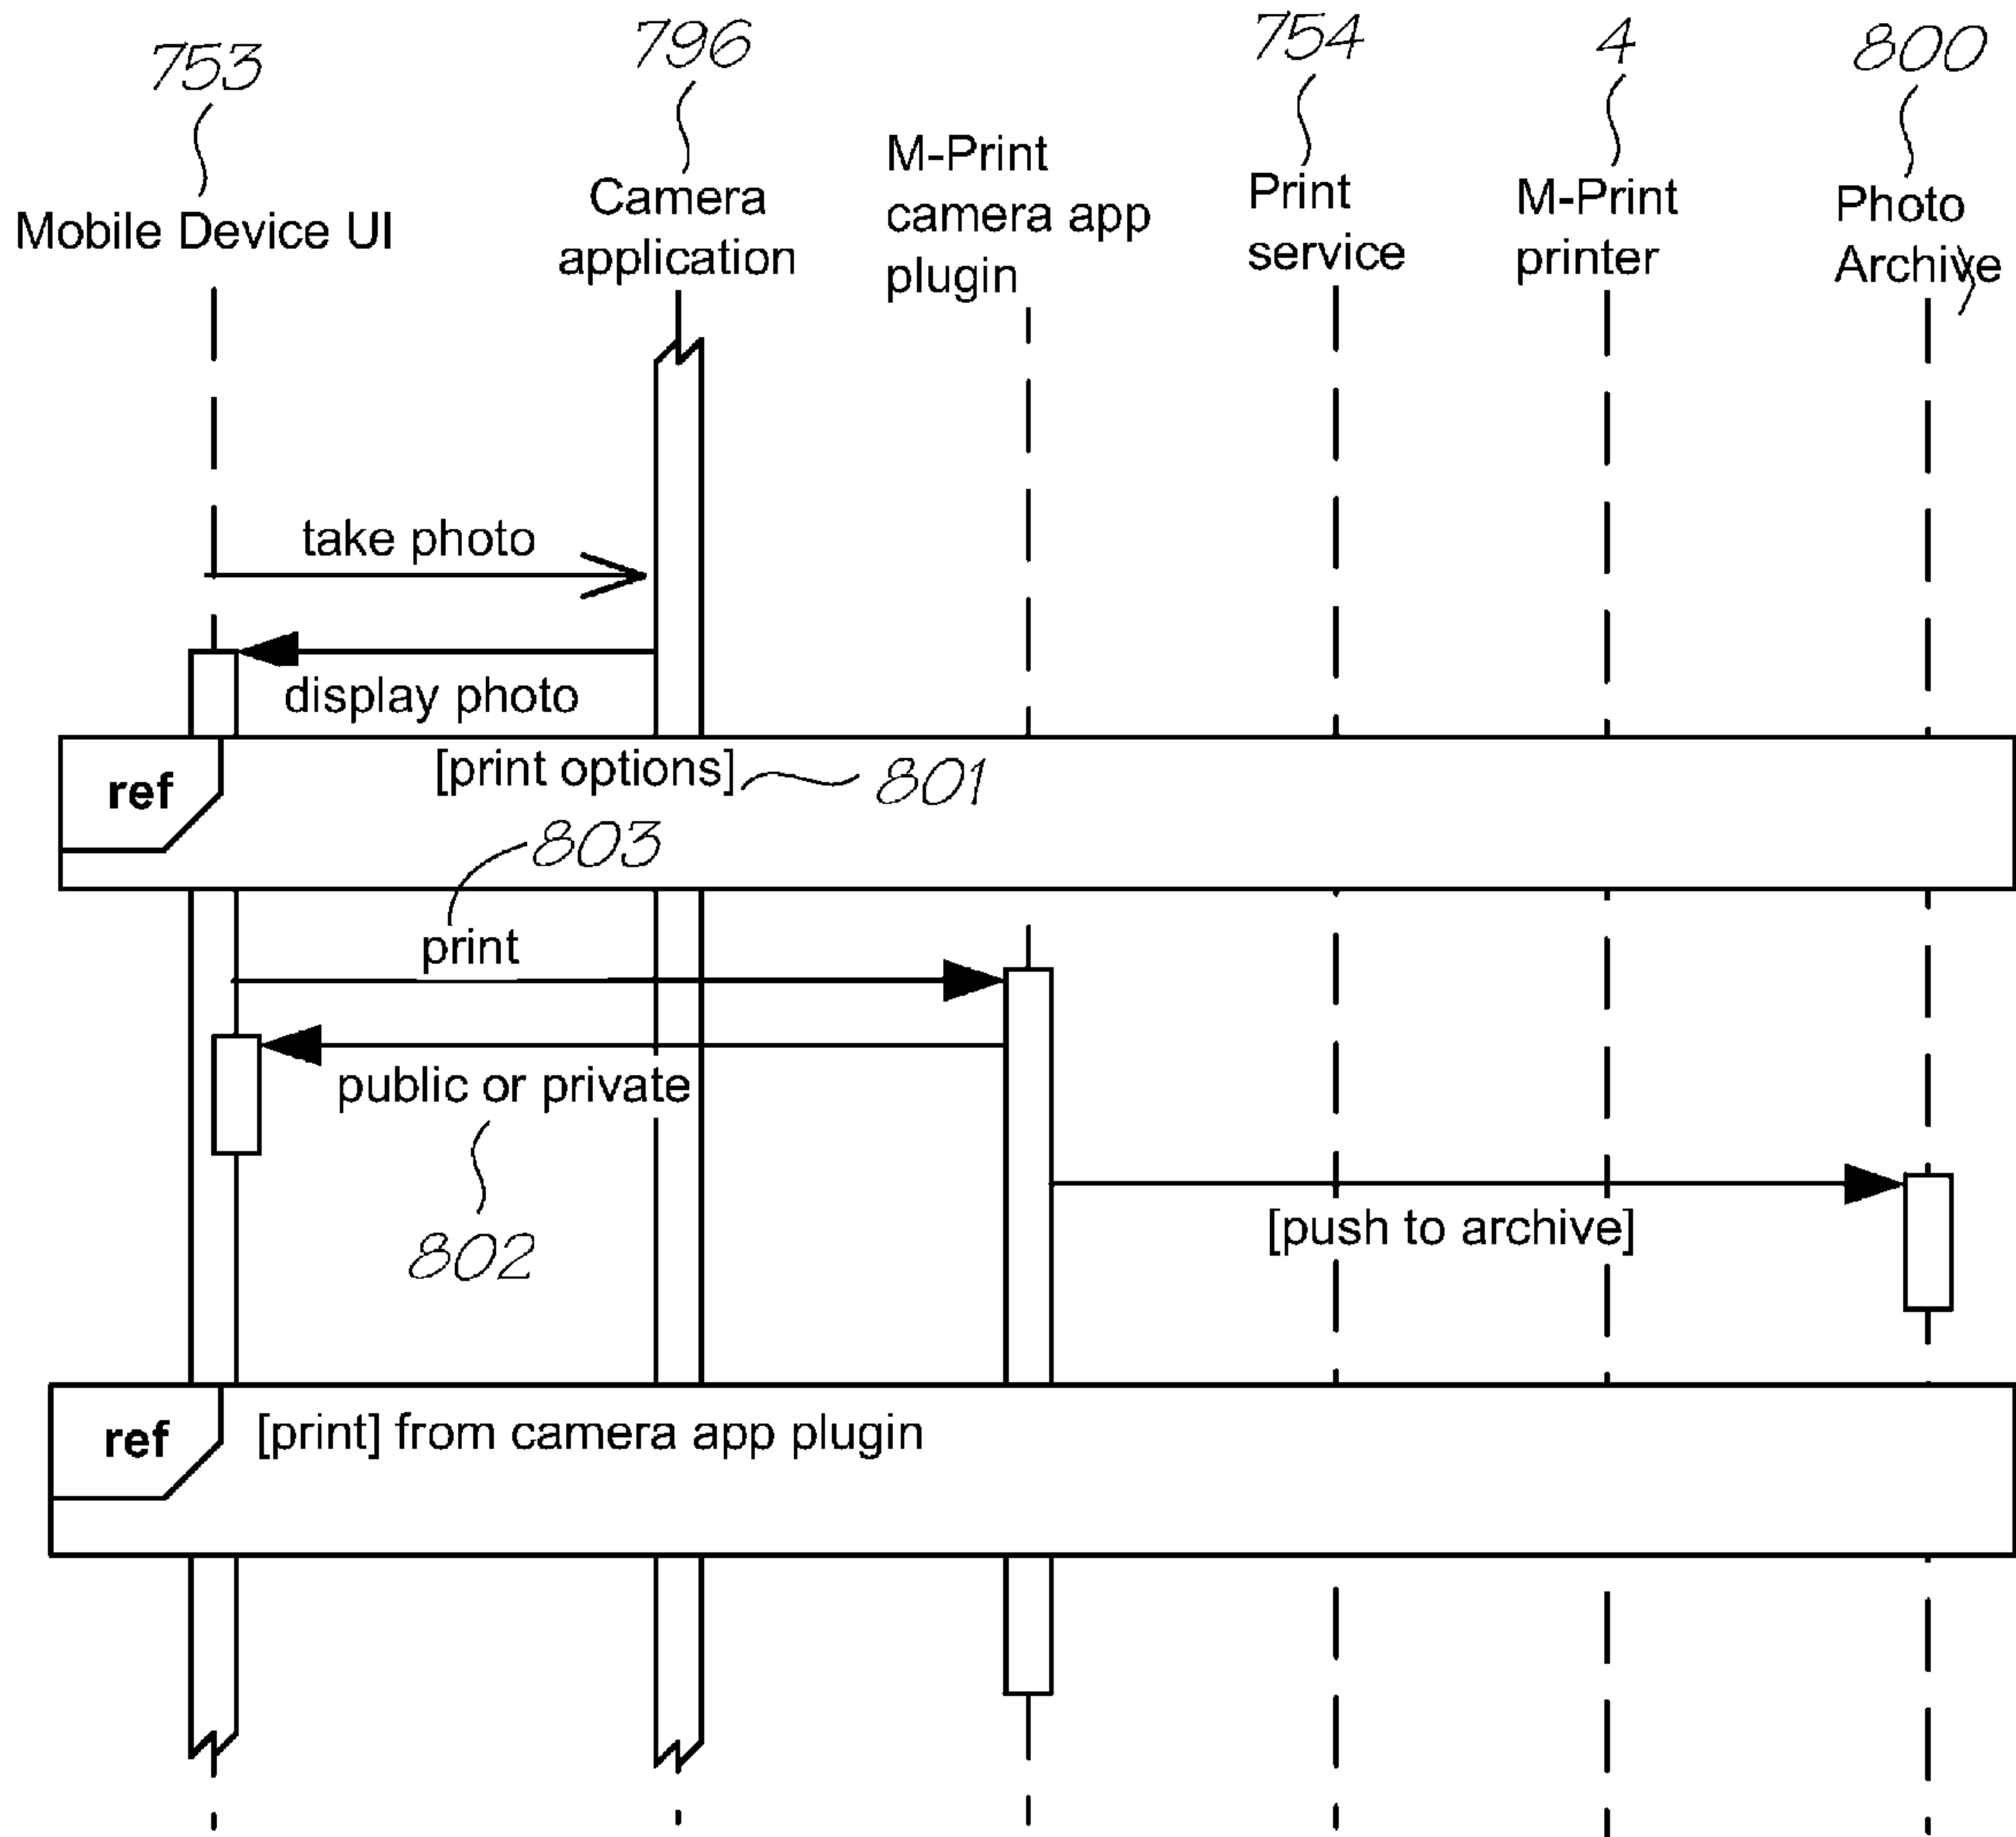 753
796
754
4
800
Mobile Device UI
Camera
application
M-Print
camera app
plugin
Print
service
M-Print
printer
Photo
Archive
take photo
display photo
ref
[print options]
801
803
print
public or private
802
[push to archive]
ref
[print] from camera app plugin